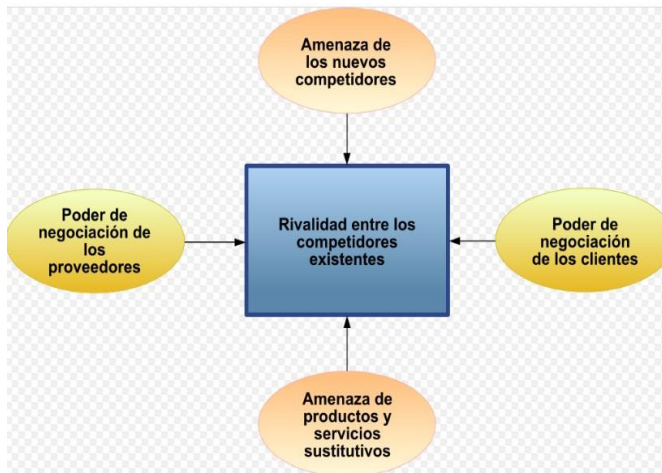 Amenaza de
los nuevos
competidores
Poder de
negociación de
los
proveedores
Rivalidad entre los
competidores
existentes
Poder de
negociación
de los clientes
Amenaza de
productos y
servicios
sustitutivos